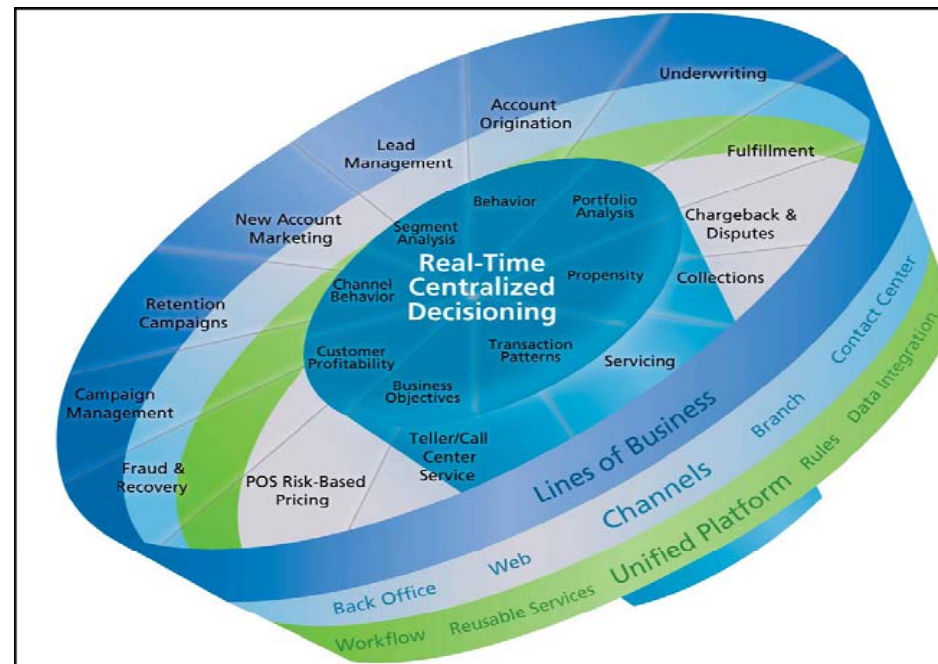 Underwriting
Account
Origination
Lead
Management
Fulfillment
New Account
Marketing
Chargeback &
Disputes
Retention
Campaigns
Collections
Campaign
Management
Servicing
Fraud &
Recovery
POS Risk-Based
Pricing
Teller/Call
Center
Service
Behavior
Portfolio
Analysis
Segment
Analysis
Channel
Behavior
Propensity
Real-Time
Centralized
Decisioning
Customer
Profitability
Transaction
Patterns
Business
Objectives
Lines of Business
Back Office
Web
Channels
Branch
Contact Center
Workflow
Reusable Services
Unified Platform
Rules
Data Integration